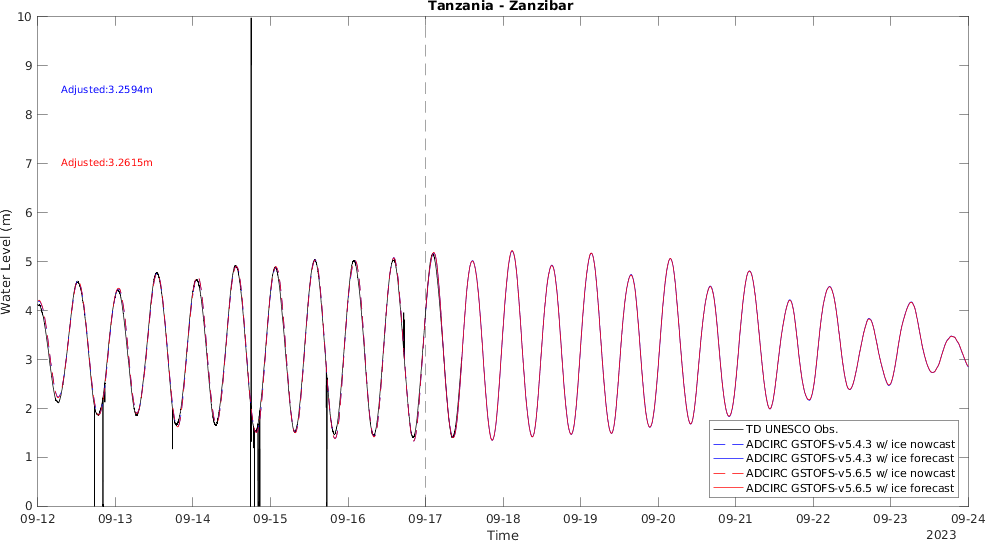 Tanzania - Zanzibar
10
9
8
7
6
5
4
3
2
1
0
Water Level (m)
Adjusted:3.2594m
Adjusted:3.2615m
TD UNESCO Obs.
ADCIRC GSTOFS-v5.4.3 w/ ice nowcast
ADCIRC GSTOFS-v5.4.3 w/ ice forecast
ADCIRC GSTOFS-v5.6.5 w/ ice nowcast
ADCIRC GSTOFS-v5.6.5 w/ ice forecast
09-12 09-13 09-14 09-15 09-16 09-17 09-18 09-19 09-20 09-21 09-22 09-23 09-24
Time
2023